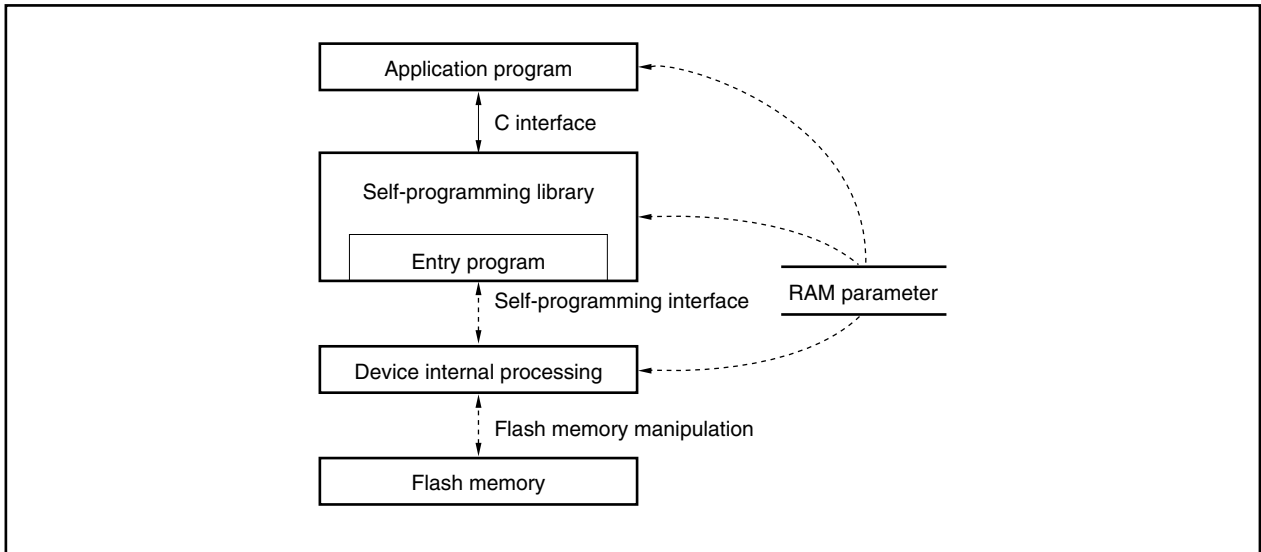 Application program
C interface
Self-programming library
Entry program
Self-programming interface
RAM parameter
Device internal processing
Flash memory manipulation
Flash memory